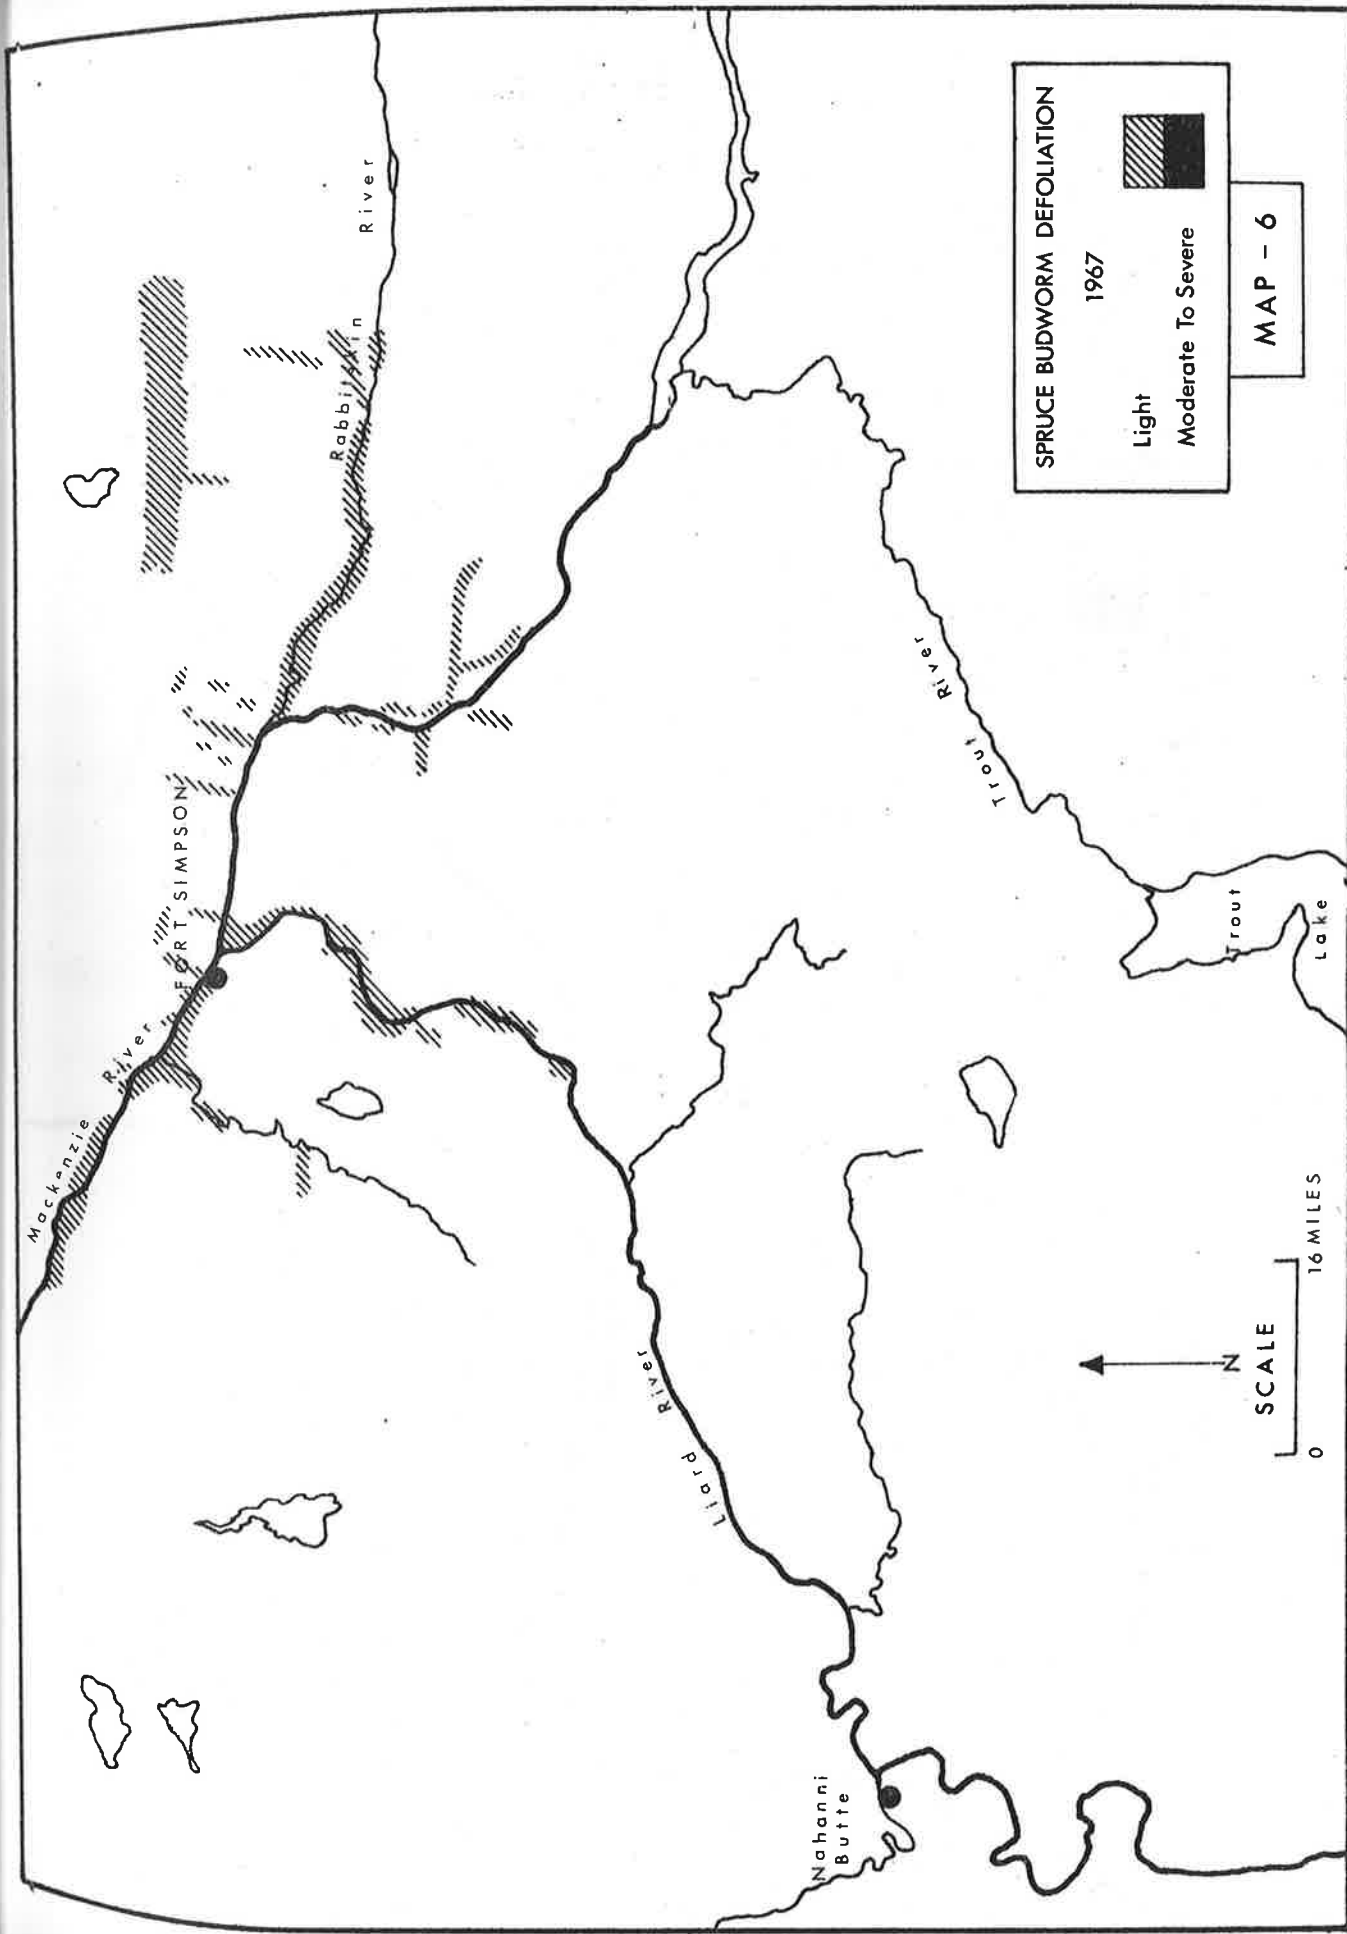 Mackenzie River
FORT SIMPSON
Rabbitskin River
Liard River
Trout River
Nahanni
Butte
Trout
Lake
N
SCALE
0 16 MILES
SPRUCE BUDWORM DEFOLIATION
1967
Light
Moderate To Severe
MAP - 6